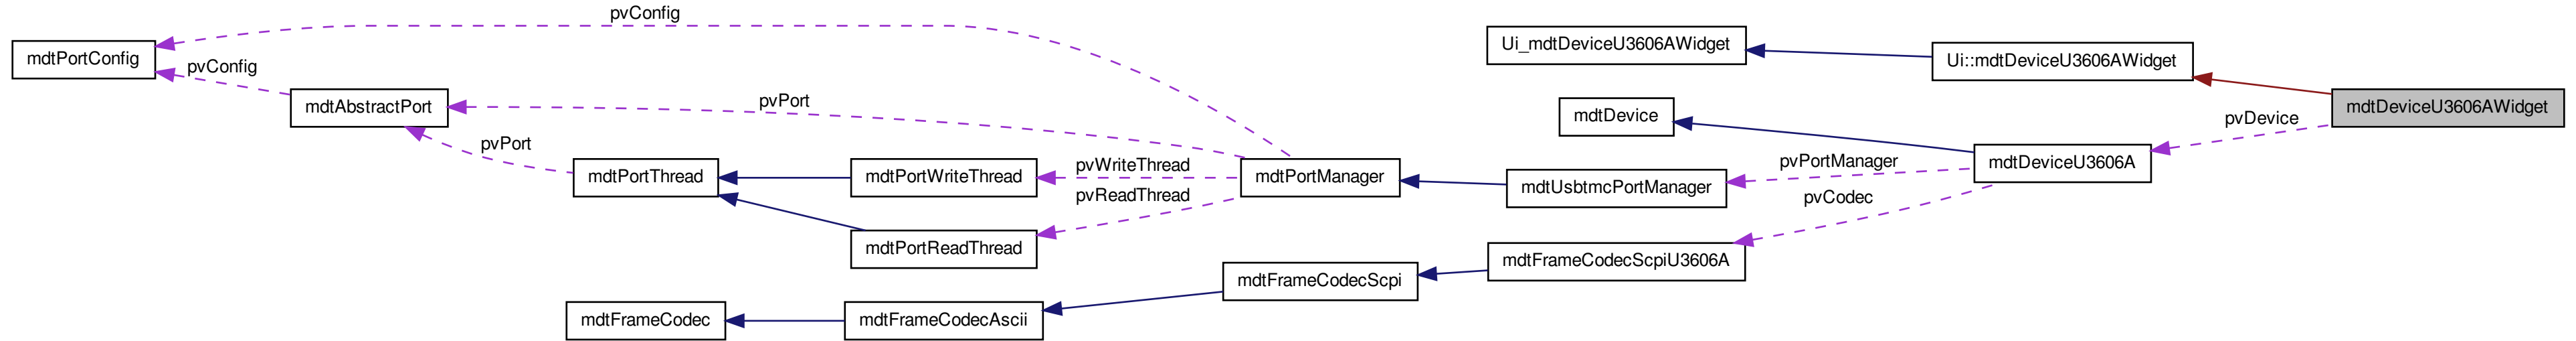 pvConfig
mdtPortConfig
pvConfig
mdtAbstractPort
pvPort
pvPort
mdtPortThread
mdtPortWriteThread
pvWriteThread
pvReadThread
mdtPortReadThread
mdtPortManager
mdtFrameCodec
mdtFrameCodecAscii
mdtFrameCodecScpi
Ui_mdtDeviceU3606AWidget
Ui::mdtDeviceU3606AWidget
mdtDeviceU3606AWidget
mdtDevice
pvDevice
mdtDeviceU3606A
pvPortManager
mdtUsbtmcPortManager
pvCodec
mdtFrameCodecScpiU3606A